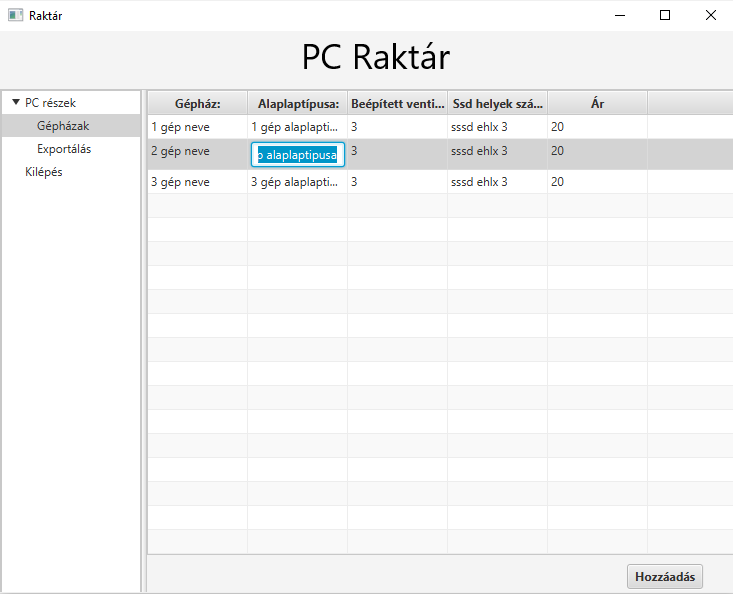 Raktár
PC Raktár
PC részek
Gépházak
Exportálás
Kilépés
Gépház: Alaplaptípusa: Beépített venti... Ssd helyek szá... Ár
1 gép neve 1 gép alaplapti... 3 sssd ehlx 3 20
2 gép neve alaplaptipusa 3 sssd ehlx 3 20
3 gép neve 3 gép alaplapti... 3 sssd ehlx 3 20
Hozzáadás